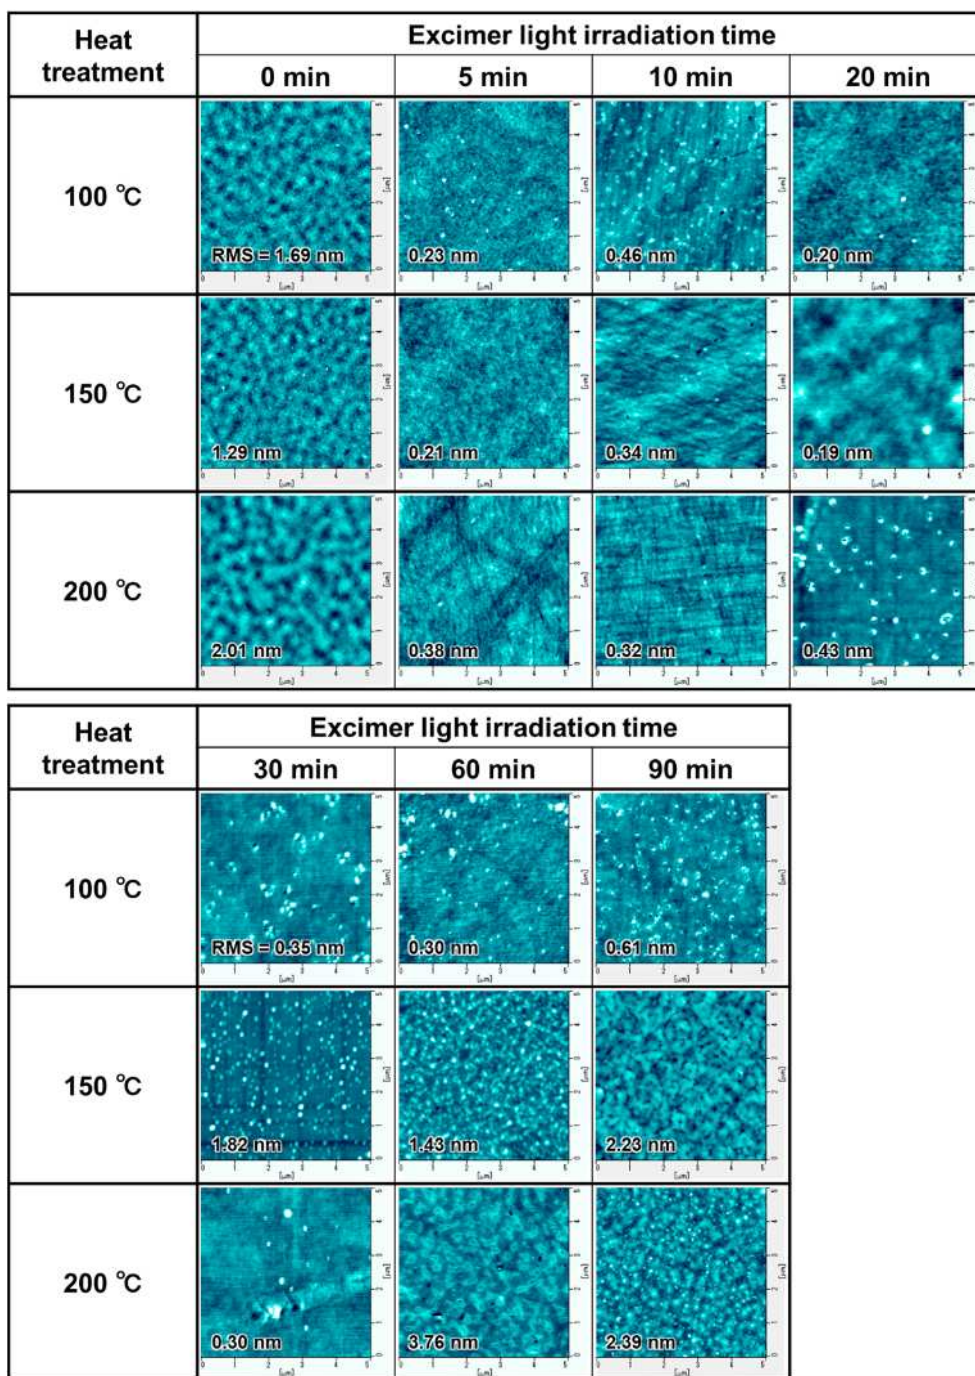 Heat treatment
Excimer light irradiation time
0 min
5 min
10 min
20 min
100 ℃
RMS = 1.69 nm
0.23 nm
0.46 nm
0.20 nm
150 ℃
1.29 nm
0.21 nm
0.34 nm
0.19 nm
200 ℃
2.01 nm
0.38 nm
0.32 nm
0.43 nm
Heat treatment
Excimer light irradiation time
30 min
60 min
90 min
100 ℃
RMS = 0.35 nm
0.30 nm
0.61 nm
150 ℃
1.82 nm
1.43 nm
2.23 nm
200 ℃
0.30 nm
3.76 nm
2.39 nm